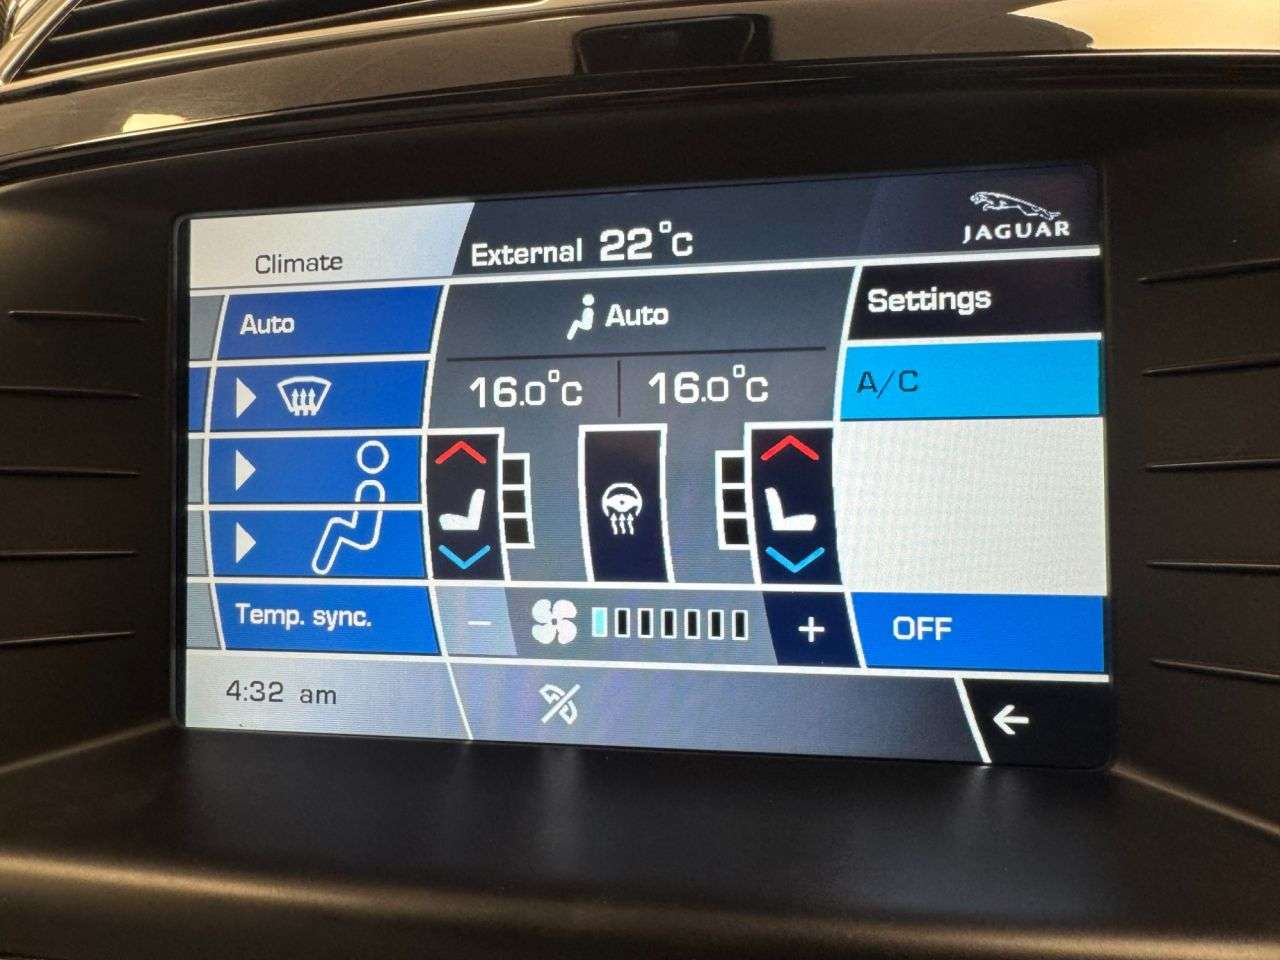 Climate
External 22°C
JAGUAR
Auto
Auto
Settings
16.0°C
16.0°C
A/C
Temp. sync.
−
+
OFF
4:32 am